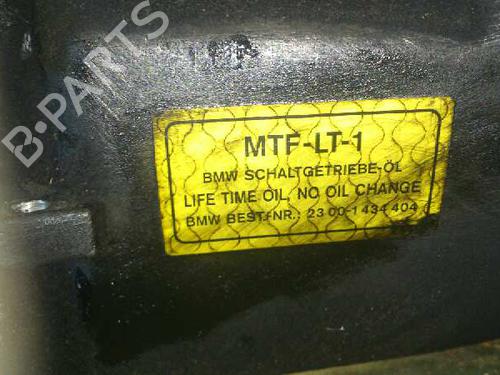 B-PARTS
MTF-LT-1
BMW SCHALTGETRIEBE-ÖL
LIFE TIME OIL, NO OIL CHANGE
BMW BEST.-NR.: 23 00-1 434 404